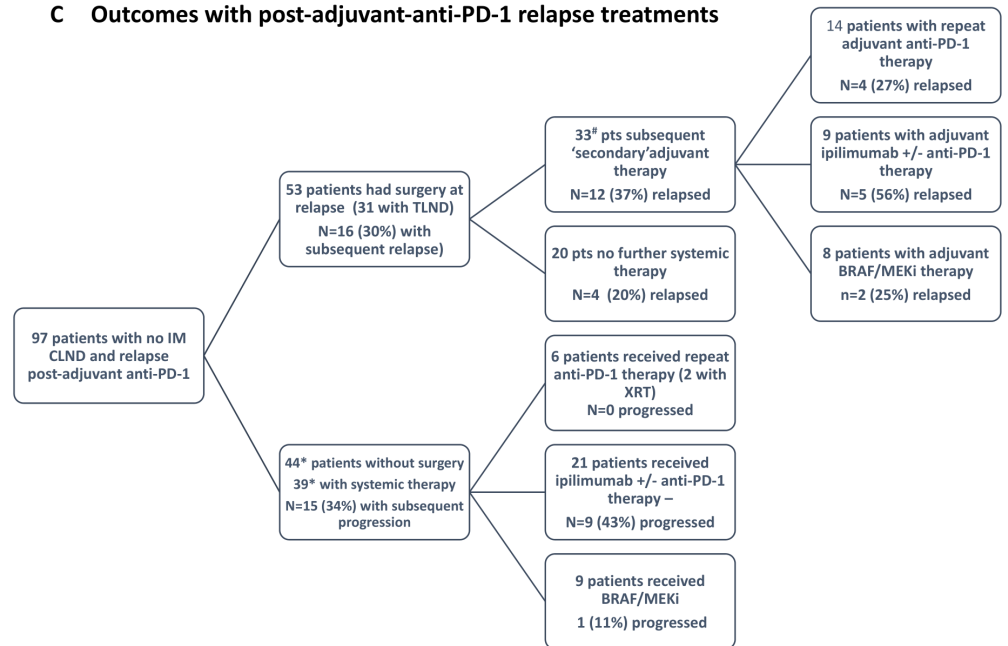 C Outcomes with post-adjuvant-anti-PD-1 relapse treatments
97 patients with no IM
CLND and relapse
post-adjuvant anti-PD-1
53 patients had surgery at
relapse (31 with TLND)
N=16 (30%) with
subsequent relapse)
33# pts subsequent
‘secondary’adjuvant
therapy
N=12 (37%) relapsed
14 patients with repeat
adjuvant anti-PD-1
therapy
N=4 (27%) relapsed
9 patients with adjuvant
ipilimumab +/- anti-PD-1
therapy
N=5 (56%) relapsed
8 patients with adjuvant
BRAF/MEKi therapy
n=2 (25%) relapsed
20 pts no further systemic
therapy
N=4 (20%) relapsed
44* patients without surgery
39* with systemic therapy
N=15 (34%) with subsequent
progression
6 patients received repeat
anti-PD-1 therapy (2 with
XRT)
N=0 progressed
21 patients received
ipilimumab +/- anti-PD-1
therapy –
N=9 (43%) progressed
9 patients received
BRAF/MEKi
1 (11%) progressed